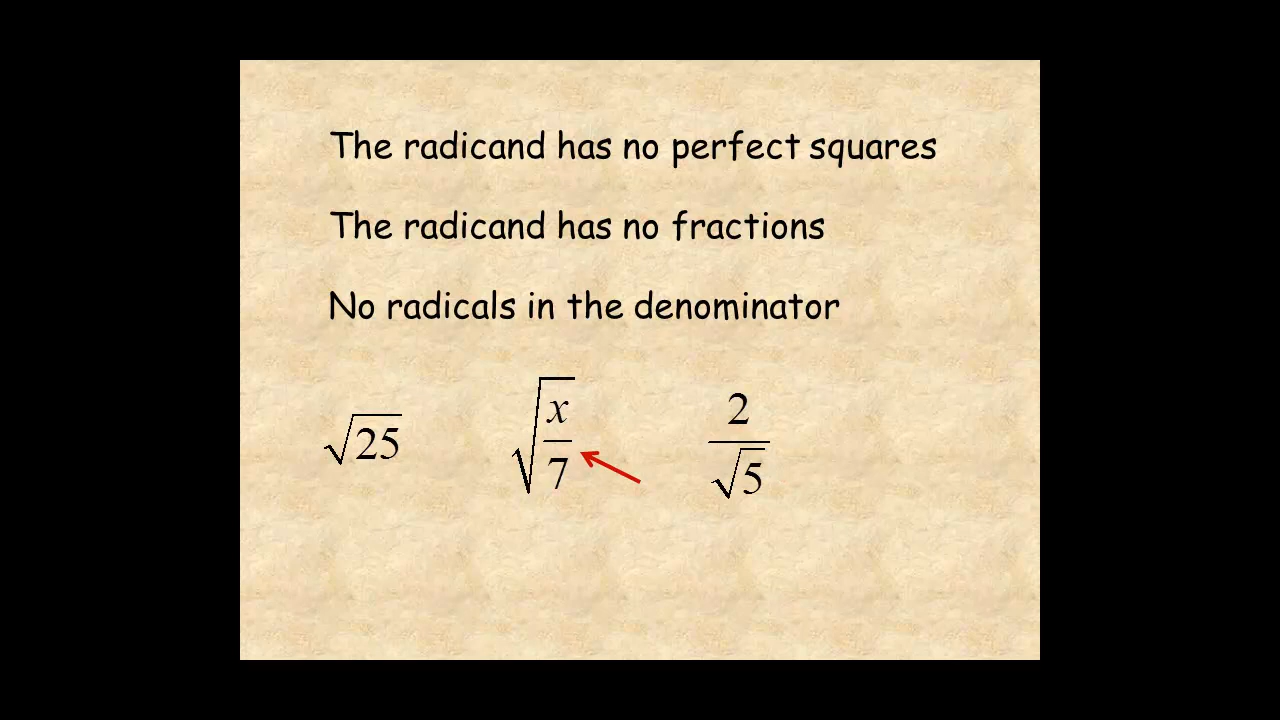 The radicand has no perfect squares
The radicand has no fractions
No radicals in the denominator
√25 √(x/7) 2/√5